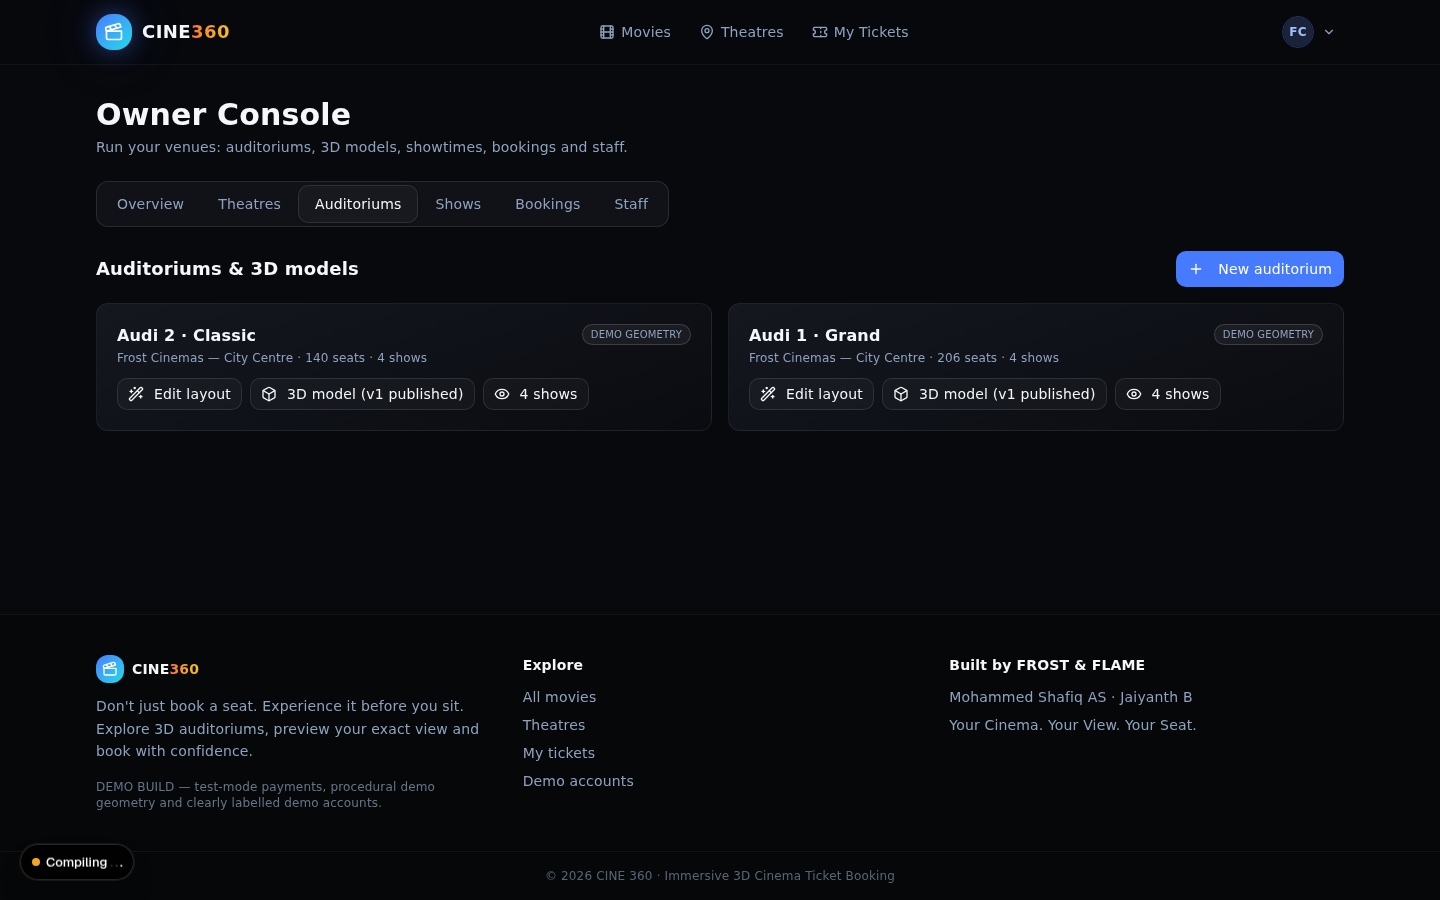 CINE360
Movies
Theatres
My Tickets
FC
Owner Console
Run your venues: auditoriums, 3D models, showtimes, bookings and staff.
Overview
Theatres
Auditoriums
Shows
Bookings
Staff
Auditoriums & 3D models
New auditorium
Audi 2 · Classic
DEMO GEOMETRY
Frost Cinemas — City Centre · 140 seats · 4 shows
Edit layout
3D model (v1 published)
4 shows
Audi 1 · Grand
DEMO GEOMETRY
Frost Cinemas — City Centre · 206 seats · 4 shows
Edit layout
3D model (v1 published)
4 shows
CINE360
Don't just book a seat. Experience it before you sit.
Explore 3D auditoriums, preview your exact view and
book with confidence.
DEMO BUILD — test-mode payments, procedural demo
geometry and clearly labelled demo accounts.
Explore
All movies
Theatres
My tickets
Demo accounts
Built by FROST & FLAME
Mohammed Shafiq AS · Jaiyanth B
Your Cinema. Your View. Your Seat.
Compiling ...
© 2026 CINE 360 · Immersive 3D Cinema Ticket Booking